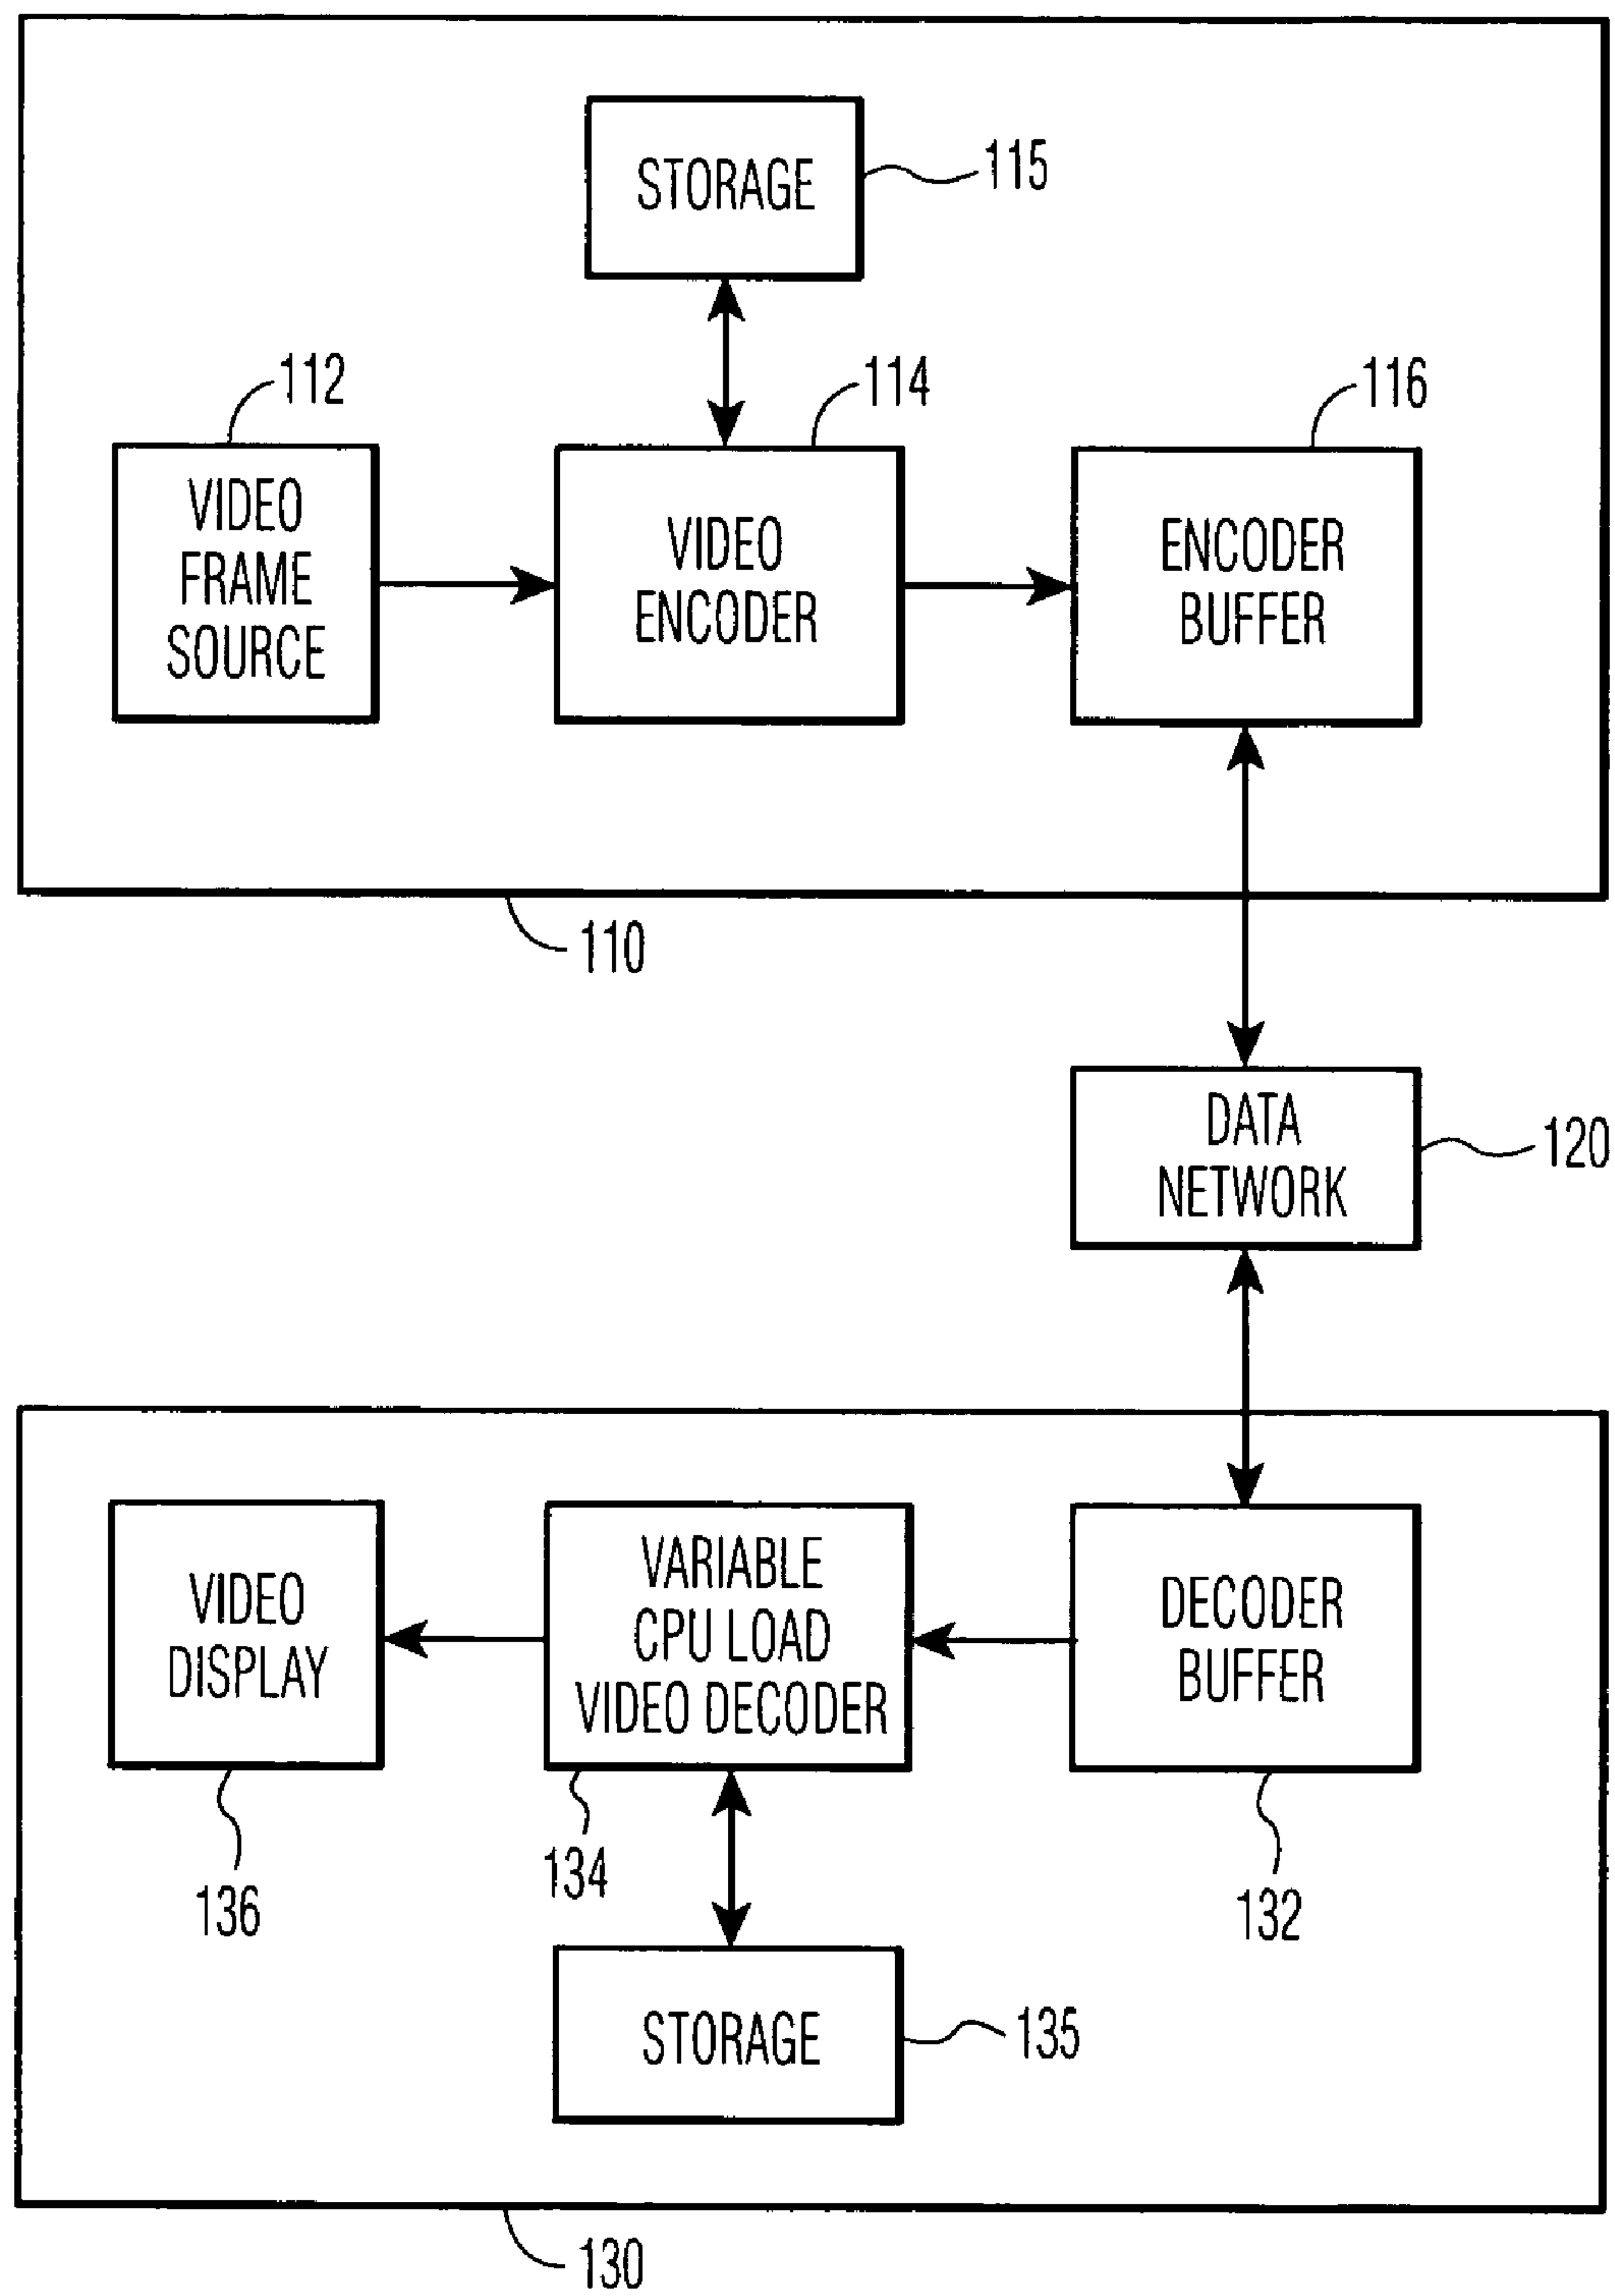 STORAGE
115
112
114
116
VIDEO
FRAME
SOURCE
VIDEO
ENCODER
ENCODER
BUFFER
110
DATA
NETWORK
120
VIDEO
DISPLAY
VARIABLE
CPU LOAD
VIDEO DECODER
DECODER
BUFFER
136
134
132
STORAGE
135
130